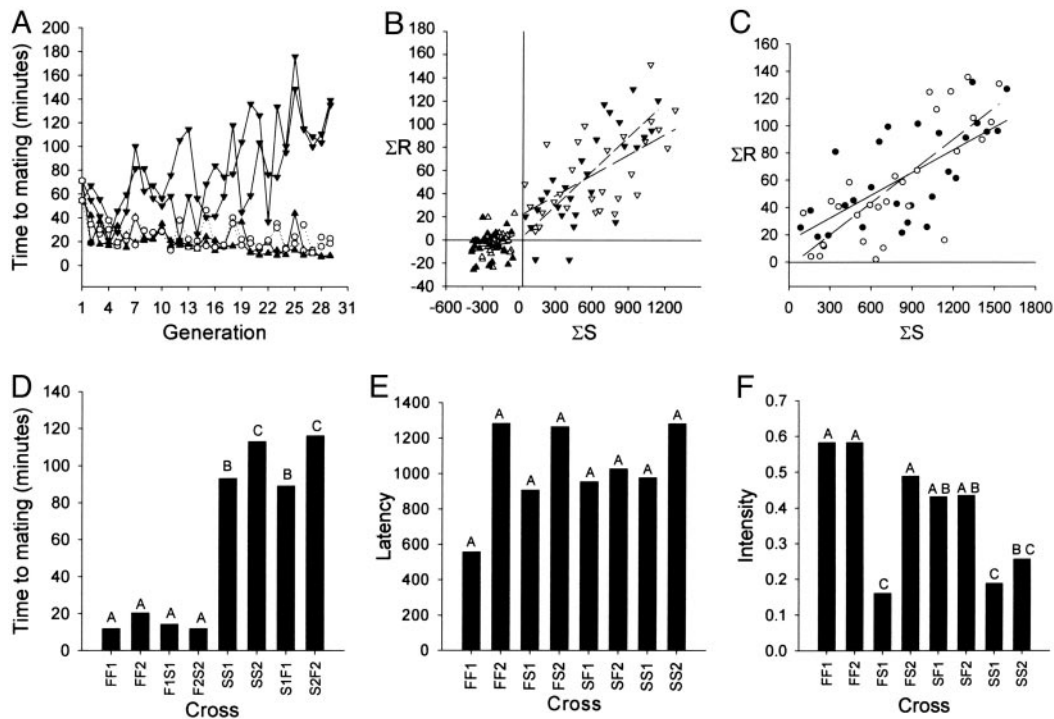 A
Time to mating (minutes)
200
180
160
140
120
100
80
60
40
20
0
1 4 7 10 13 16 19 22 25 28 31
Generation
B
ΣR
180
160
140
120
100
80
60
40
20
0
-20
-40
-600 -300 0 300 600 900 1200
ΣS
C
ΣR
160
140
120
100
80
60
40
20
0
0 300 600 900 1200 1500 1800
ΣS
D
Time to mating (minutes)
140
120
100
80
60
40
20
0
A A A A B C B C
FF1 FF2 F1S1 F2S2 SS1 SS2 S1F1 S2F2
Cross
E
Latency
1400
1200
1000
800
600
400
200
0
A A A A A A A A
FF1 FF2 FS1 FS2 SF1 SF2 SS1 SS2
Cross
F
Intensity
0.7
0.6
0.5
0.4
0.3
0.2
0.1
0.0
A A C A A B A B C B C
FF1 FF2 FS1 FS2 SF1 SF2 SS1 SS2
Cross